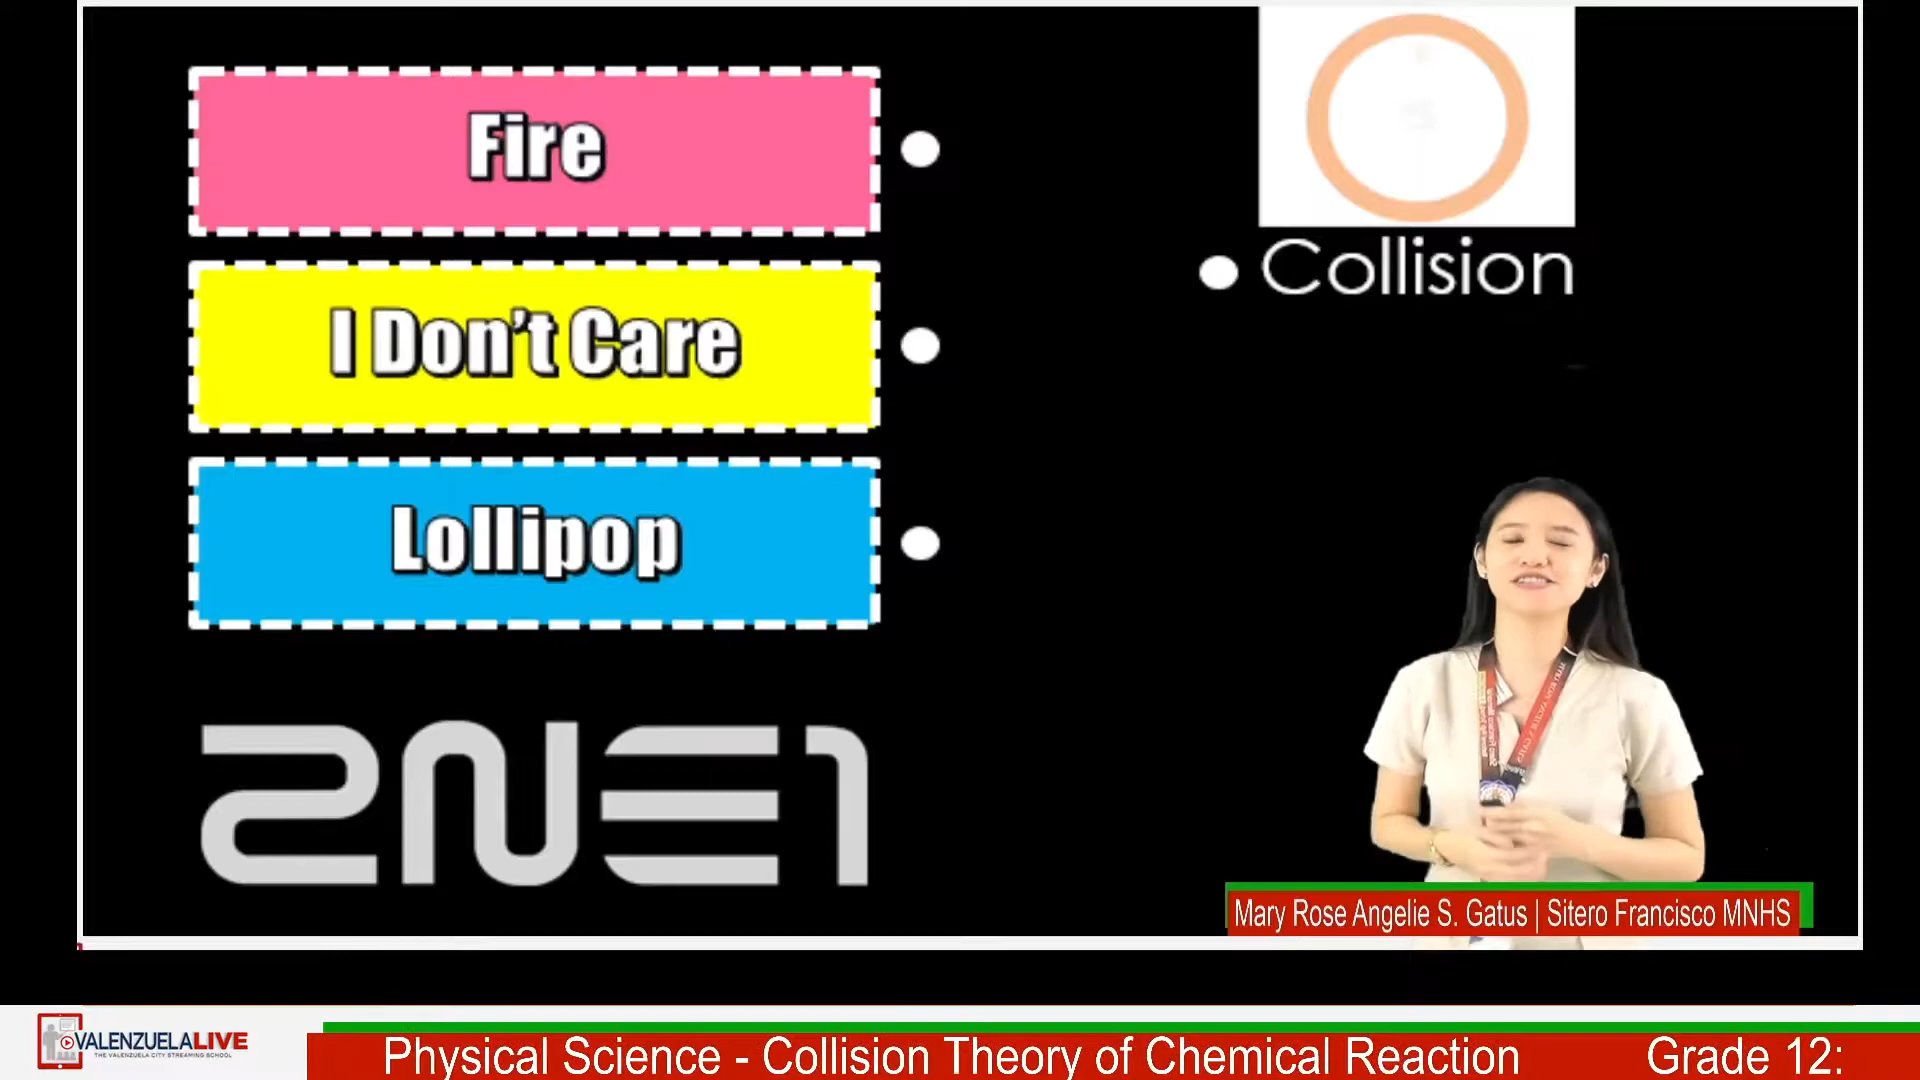 Fire
I Don't Care
Lollipop
2NE1
Collision
Mary Rose Angelie S. Gatus | Sitero Francisco MNHS
VALENZUELALIVE
THE VALENZUELA CITY STREAMING SCHOOL
Physical Science - Collision Theory of Chemical Reaction
Grade 12: